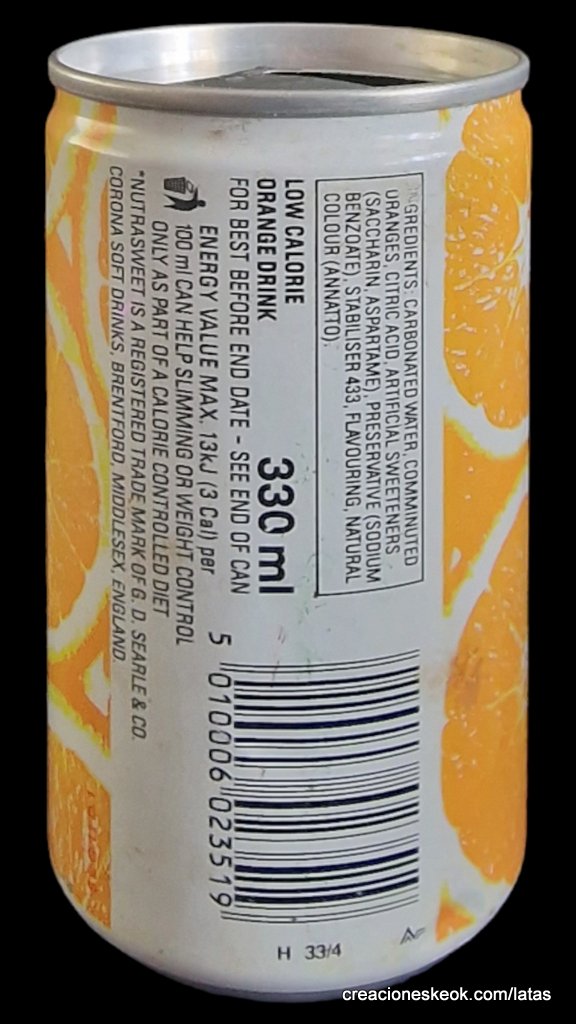 INGREDIENTS: CARBONATED WATER, COMMINUTED
ORANGES, CITRIC ACID, ARTIFICIAL SWEETENERS
(SACCHARIN, ASPARTAME), PRESERVATIVE (SODIUM
BENZOATE), STABILISER 433, FLAVOURING, NATURAL
COLOUR (ANNATTO).
LOW CALORIE
ORANGE DRINK
330 ml
FOR BEST BEFORE END DATE - SEE END OF CAN
ENERGY VALUE MAX. 13kJ (3 Cal) per
100 ml CAN HELP SLIMMING OR WEIGHT CONTROL
ONLY AS PART OF A CALORIE CONTROLLED DIET
*NUTRASWEET IS A REGISTERED TRADE MARK OF G. D. SEARLE & CO.
CORONA SOFT DRINKS, BRENTFORD, MIDDLESEX, ENGLAND.
5 010006 023519
H 33/4
creacioneskeok.com/latas